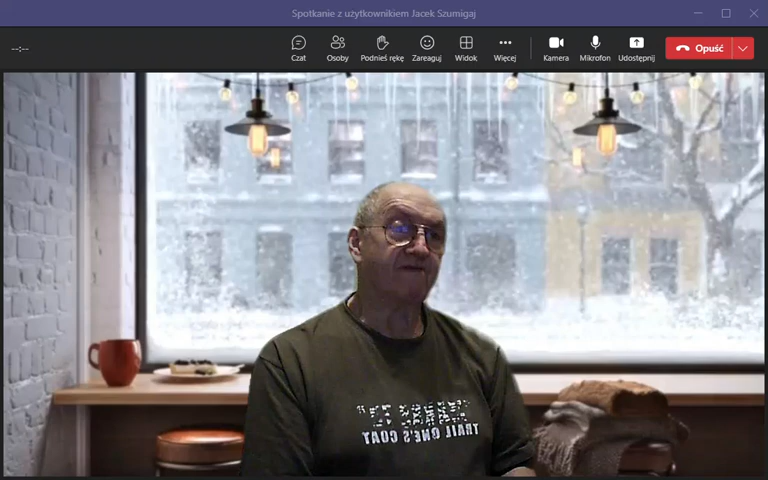 Spotkanie z użytkownikiem Jacek Szumigaj
--:--
Czat
Osoby
Podnieś rękę
Zareaguj
Widok
Więcej
Kamera
Mikrofon
Udostępnij
Opuść
TRAIL ONE'S COAT